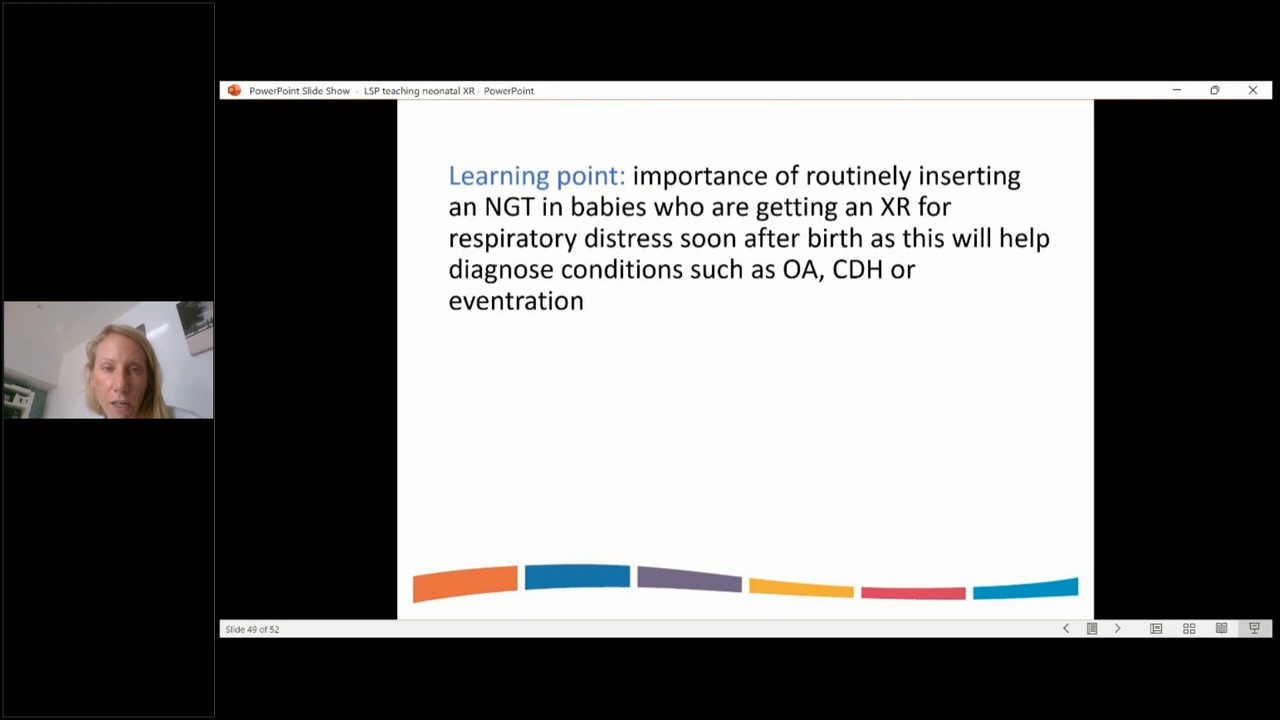 PowerPoint Slide Show - LSP teaching neonatal XR - PowerPoint
Learning point: importance of routinely inserting
an NGT in babies who are getting an XR for
respiratory distress soon after birth as this will help
diagnose conditions such as OA, CDH or
eventration
Slide 49 of 52